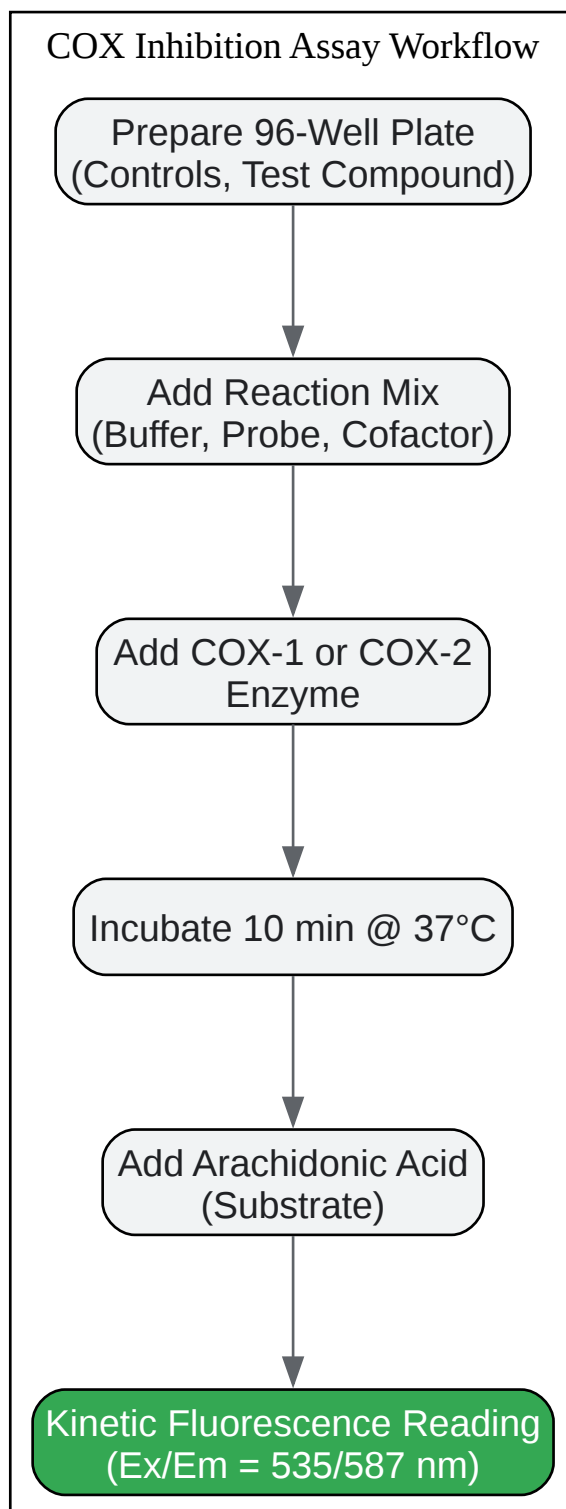 COX Inhibition Assay Workflow
Prepare 96-Well Plate
(Controls, Test Compound)
Add Reaction Mix
(Buffer, Probe, Cofactor)
Add COX-1 or COX-2
Enzyme
Incubate 10 min @ 37°C
Add Arachidonic Acid
(Substrate)
Kinetic Fluorescence Reading
(Ex/Em = 535/587 nm)